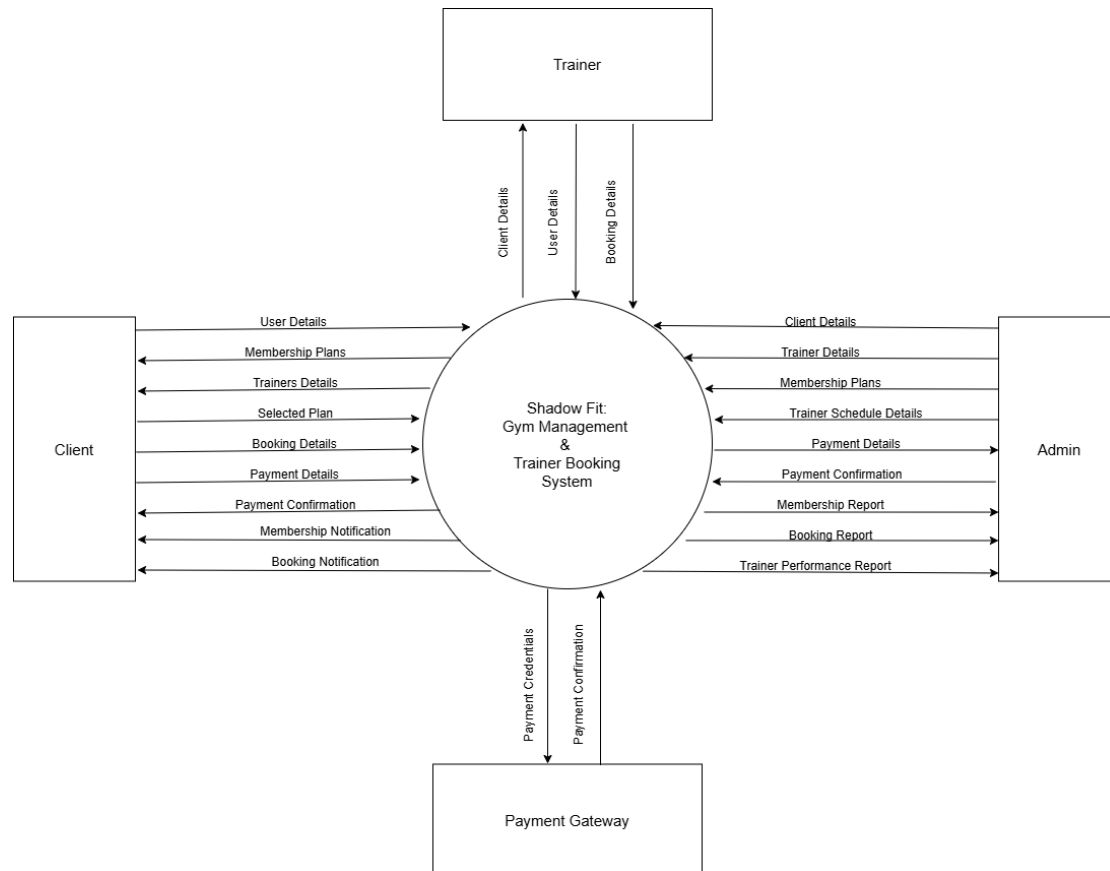 Trainer
Client Details
User Details
Booking Details
User Details
Membership Plans
Trainers Details
Selected Plan
Booking Details
Payment Details
Payment Confirmation
Membership Notification
Booking Notification
Client
Shadow Fit:
Gym Management
&
Trainer Booking
System
Client Details
Trainer Details
Membership Plans
Trainer Schedule Details
Payment Details
Payment Confirmation
Membership Report
Booking Report
Trainer Performance Report
Admin
Payment Credentials
Payment Confirmation
Payment Gateway